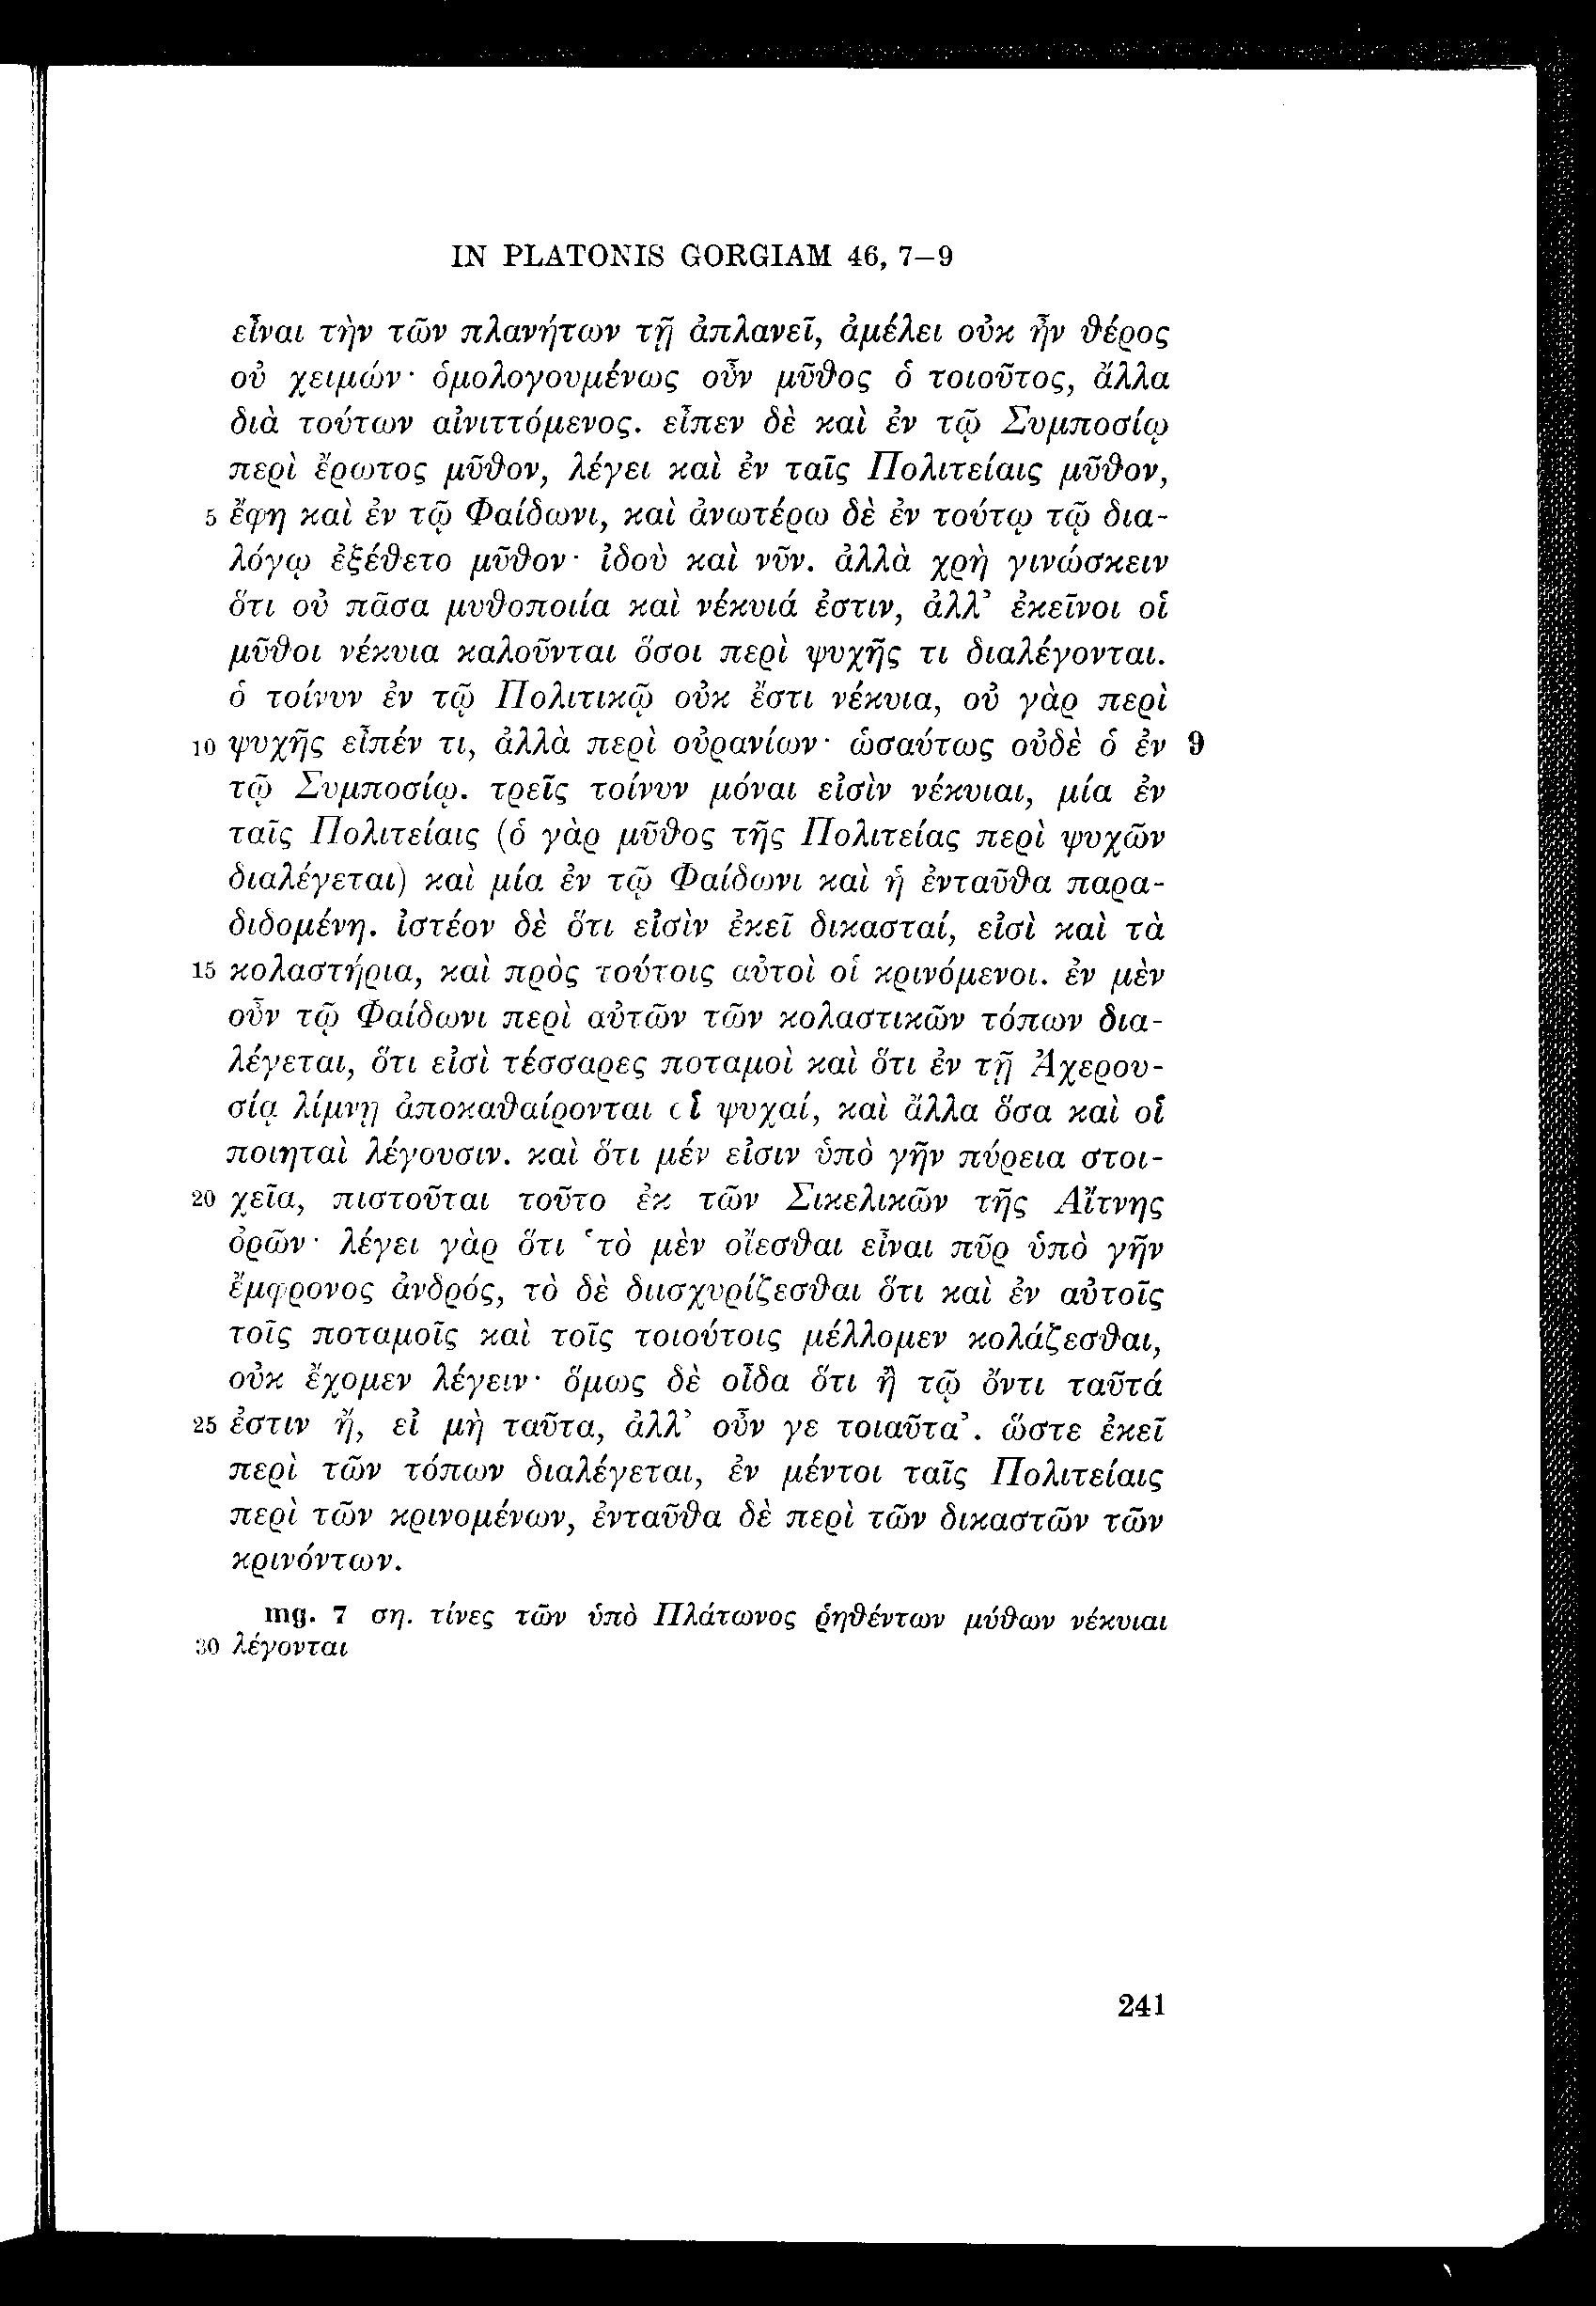 IN PLATONIS GORGIAM 46, 7–9
εἶναι τὴν τῶν πλανήτων τῇ ἀπλανεῖ, ἀμέλει οὐκ ἦν θέρος
οὐ χειμών· ὁμολογουμένως οὖν μῦθος ὁ τοιοῦτος, ἄλλα
διὰ τούτων αἰνιττόμενος. εἶπεν δὲ καὶ ἐν τῷ Συμποσίῳ
περὶ ἔρωτος μῦθον, λέγει καὶ ἐν ταῖς Πολιτείαις μῦθον,
5 ἔφη καὶ ἐν τῷ Φαίδωνι, καὶ ἀνωτέρω δὲ ἐν τούτῳ τῷ δια-
λόγῳ ἐξέθετο μῦθον· ἰδοὺ καὶ νῦν. ἀλλὰ χρὴ γινώσκειν
ὅτι οὐ πᾶσα μυθοποιία καὶ νέκυιά ἐστιν, ἀλλ’ ἐκεῖνοι οἱ
μῦθοι νέκυια καλοῦνται ὅσοι περὶ ψυχῆς τι διαλέγονται.
ὁ τοίνυν ἐν τῷ Πολιτικῷ οὐκ ἔστι νέκυια, οὐ γὰρ περὶ
10 ψυχῆς εἶπέν τι, ἀλλὰ περὶ οὐρανίων· ὡσαύτως οὐδὲ ὁ ἐν 9
τῷ Συμποσίῳ. τρεῖς τοίνυν μόναι εἰσὶν νέκυιαι, μία ἐν
ταῖς Πολιτείαις (ὁ γὰρ μῦθος τῆς Πολιτείας περὶ ψυχῶν
διαλέγεται) καὶ μία ἐν τῷ Φαίδωνι καὶ ἡ ἐνταῦθα παρα-
διδομένη. ἰστέον δὲ ὅτι εἰσὶν ἐκεῖ δικασταί, εἰσὶ καὶ τὰ
15 κολαστήρια, καὶ πρὸς τούτοις αὐτοὶ οἱ κρινόμενοι. ἐν μὲν
οὖν τῷ Φαίδωνι περὶ αὐτῶν τῶν κολαστικῶν τόπων δια-
λέγεται, ὅτι εἰσὶ τέσσαρες ποταμοὶ καὶ ὅτι ἐν τῇ Ἀχερου-
σίᾳ λίμνῃ ἀποκαθαίρονται αἱ ψυχαί, καὶ ἄλλα ὅσα καὶ οἱ
ποιηταὶ λέγουσιν. καὶ ὅτι μέν εἰσιν ὑπὸ γῆν πύρεια στοι-
20 χεῖα, πιστοῦται τοῦτο ἐκ τῶν Σικελικῶν τῆς Αἴτνης
ὀρῶν· λέγει γὰρ ὅτι ‘τὸ μὲν οἴεσθαι εἶναι πῦρ ὑπὸ γῆν
ἔμφρονος ἀνδρός, τὸ δὲ διισχυρίζεσθαι ὅτι καὶ ἐν αὐτοῖς
τοῖς ποταμοῖς καὶ τοῖς τοιούτοις μέλλομεν κολάζεσθαι,
οὐκ ἔχομεν λέγειν· ὅμως δὲ οἶδα ὅτι ἢ τῷ ὄντι ταῦτά
25 ἐστιν ἤ, εἰ μὴ ταῦτα, ἀλλ’ οὖν γε τοιαῦτα’. ὥστε ἐκεῖ
περὶ τῶν τόπων διαλέγεται, ἐν μέντοι ταῖς Πολιτείαις
περὶ τῶν κρινομένων, ἐνταῦθα δὲ περὶ τῶν δικαστῶν τῶν
κρινόντων.
mg. 7 ση. τίνες τῶν ὑπὸ Πλάτωνος ῥηθέντων μύθων νέκυιαι
30 λέγονται
241